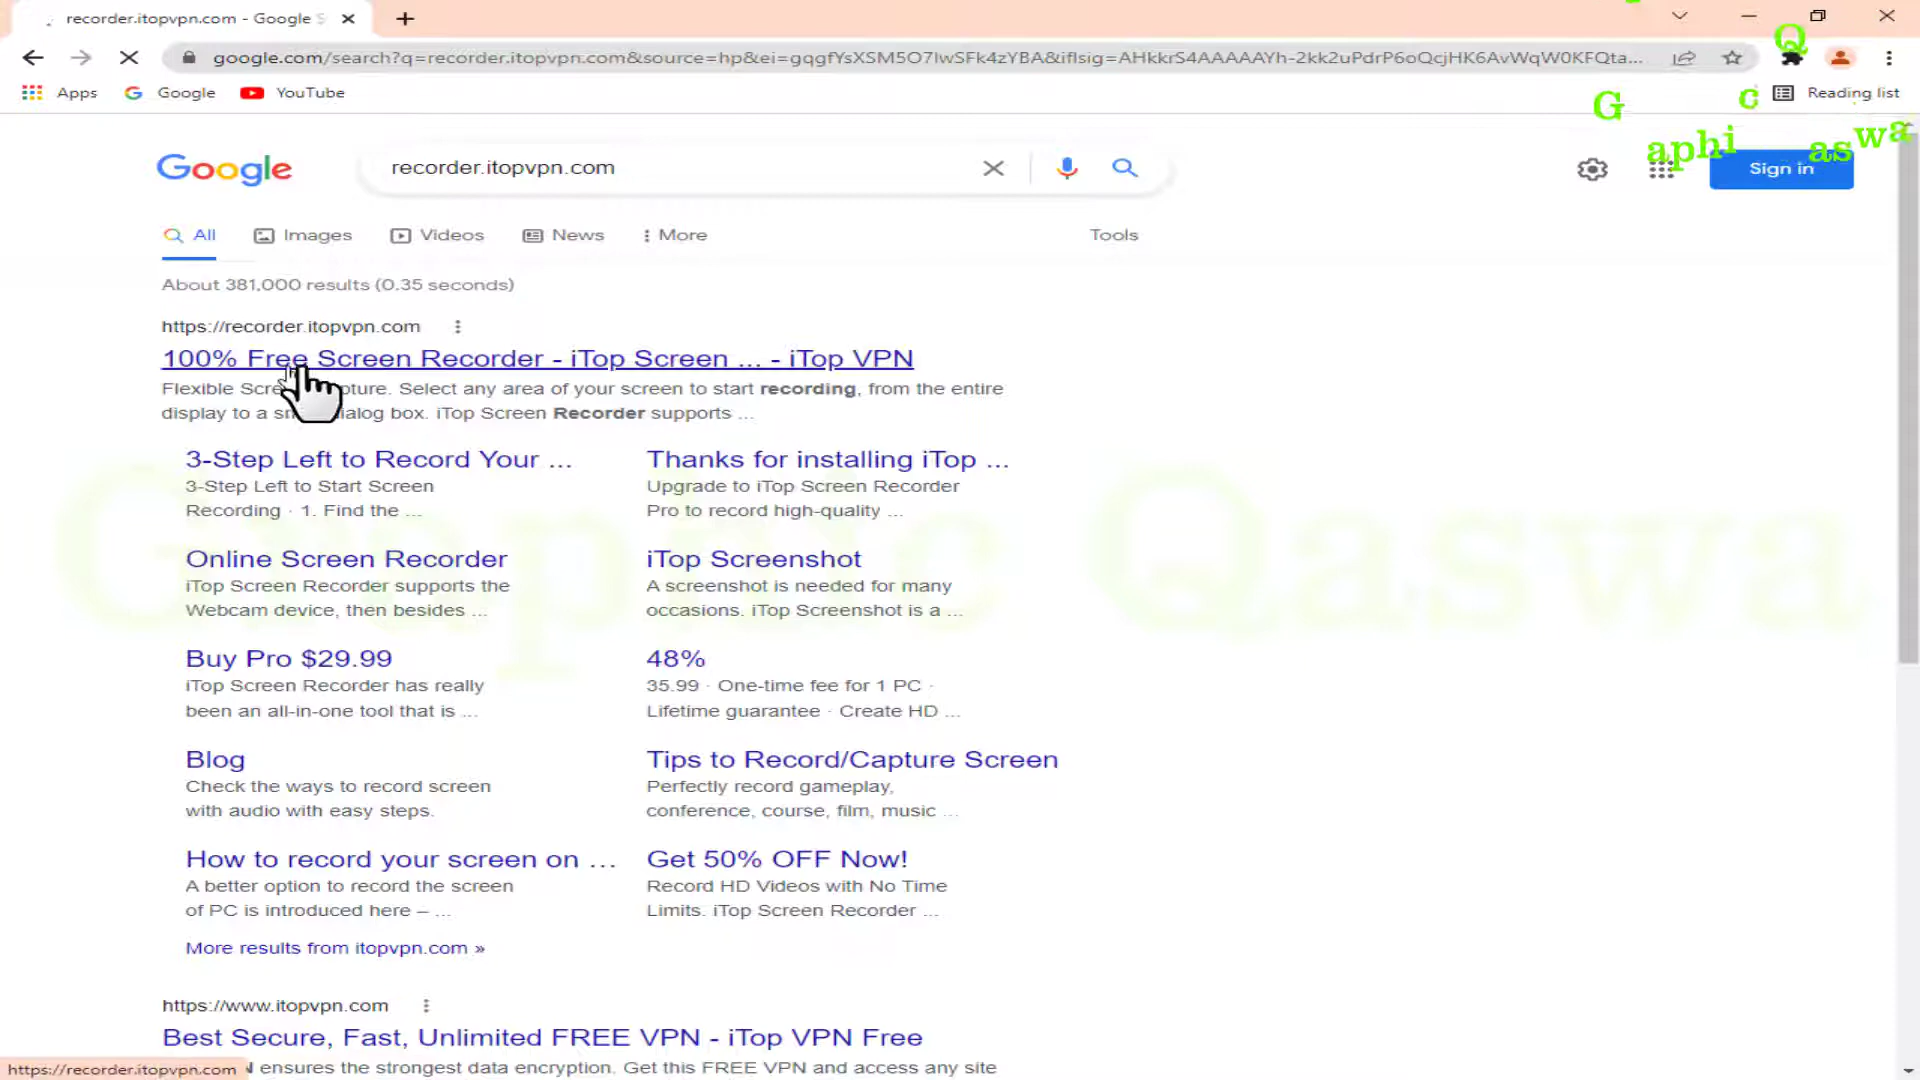 recorder.itopvpn.com - Google S
google.com/search?q=recorder.itopvpn.com&source=hp&ei=gqgfYsXSM5O7lwSFk4zYBA&iflsig=AHkkrS4AAAAAYh-2kk2uPdrP6oQcjHK6AvWqW0KFQta...
Q
Apps
Google
YouTube
G
c
Reading list
aphi
aswa
Google
recorder.itopvpn.com
Sign in
All
Images
Videos
News
More
Tools
About 381,000 results (0.35 seconds)
https://recorder.itopvpn.com
100% Free Screen Recorder - iTop Screen ... - iTop VPN
Flexible Scre pture. Select any area of your screen to start recording, from the entire
display to a sm ialog box. iTop Screen Recorder supports ...
3-Step Left to Record Your ...
3-Step Left to Start Screen
Recording · 1. Find the ...
Thanks for installing iTop ...
Upgrade to iTop Screen Recorder
Pro to record high-quality ...
Graphic Qaswa
Online Screen Recorder
iTop Screen Recorder supports the
Webcam device, then besides ...
iTop Screenshot
A screenshot is needed for many
occasions. iTop Screenshot is a ...
Buy Pro $29.99
iTop Screen Recorder has really
been an all-in-one tool that is ...
48%
35.99 · One-time fee for 1 PC ·
Lifetime guarantee · Create HD ...
Blog
Check the ways to record screen
with audio with easy steps.
Tips to Record/Capture Screen
Perfectly record gameplay,
conference, course, film, music ...
How to record your screen on ...
A better option to record the screen
of PC is introduced here – ...
Get 50% OFF Now!
Record HD Videos with No Time
Limits. iTop Screen Recorder ...
More results from itopvpn.com »
https://www.itopvpn.com
Best Secure, Fast, Unlimited FREE VPN - iTop VPN Free
N ensures the strongest data encryption. Get this FREE VPN and access any site
https://recorder.itopvpn.com